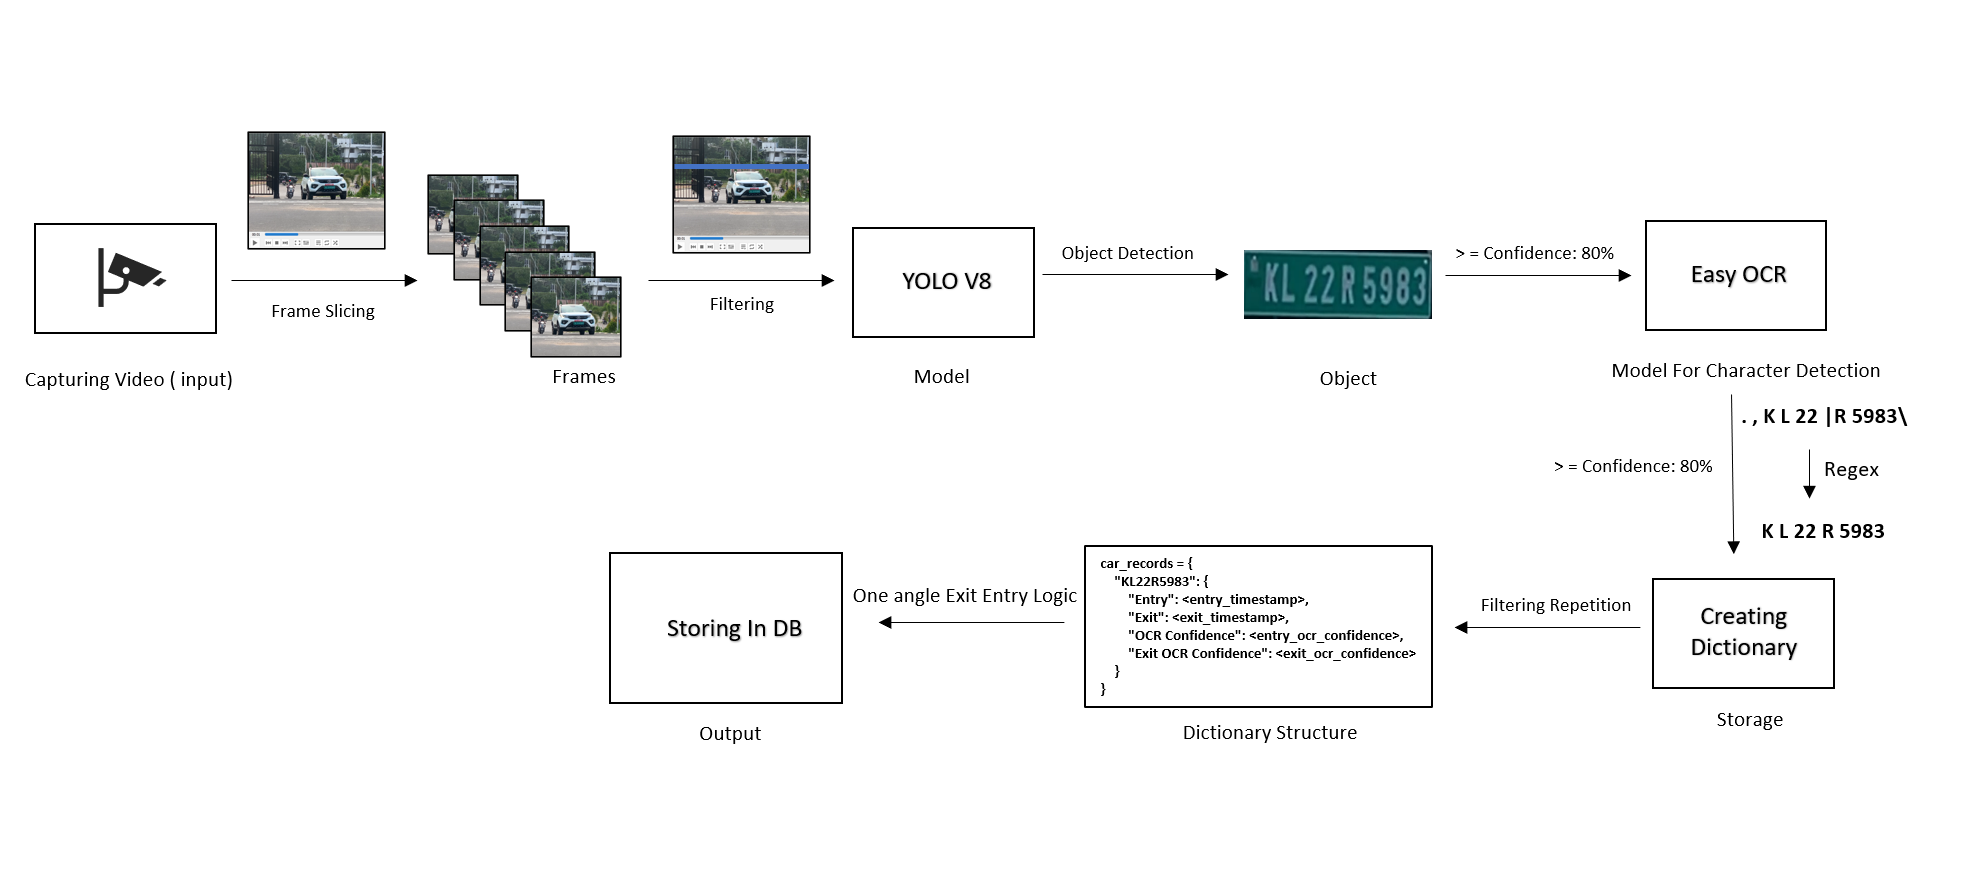 Capturing Video ( input)
Frame Slicing
Frames
Filtering
YOLO V8
Model
Object Detection
KL 22 R 5983
Object
> = Confidence: 80%
Easy OCR
Model For Character Detection
. , K L 22 |R 5983\
> = Confidence: 80%
Regex
K L 22 R 5983
Creating
Dictionary
Storage
Filtering Repetition
car_records = {
"KL22R5983": {
"Entry": <entry_timestamp>,
"Exit": <exit_timestamp>,
"OCR Confidence": <entry_ocr_confidence>,
"Exit OCR Confidence": <exit_ocr_confidence>
}
}
Dictionary Structure
One angle Exit Entry Logic
Storing In DB
Output